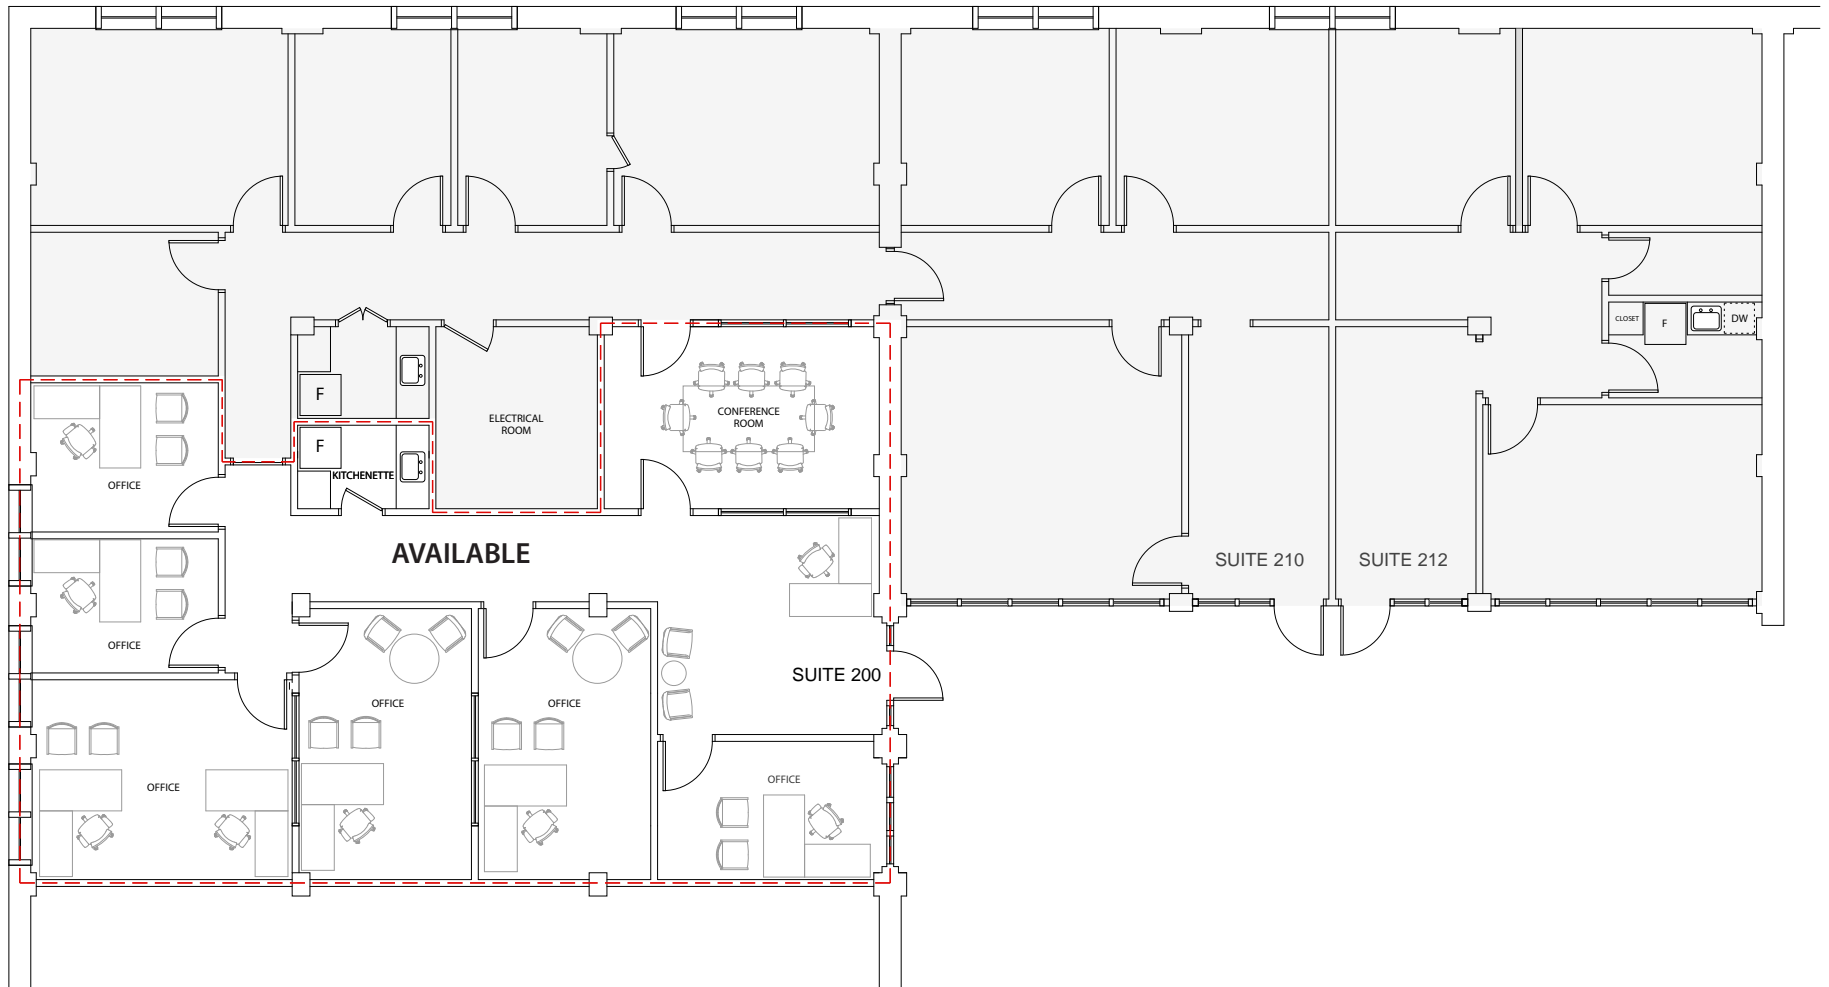 CLOSET
F
DW
F
ELECTRICAL
ROOM
CONFERENCE
ROOM
F
KITCHENETTE
OFFICE
AVAILABLE
SUITE 210
SUITE 212
OFFICE
SUITE 200
OFFICE
OFFICE
OFFICE
OFFICE